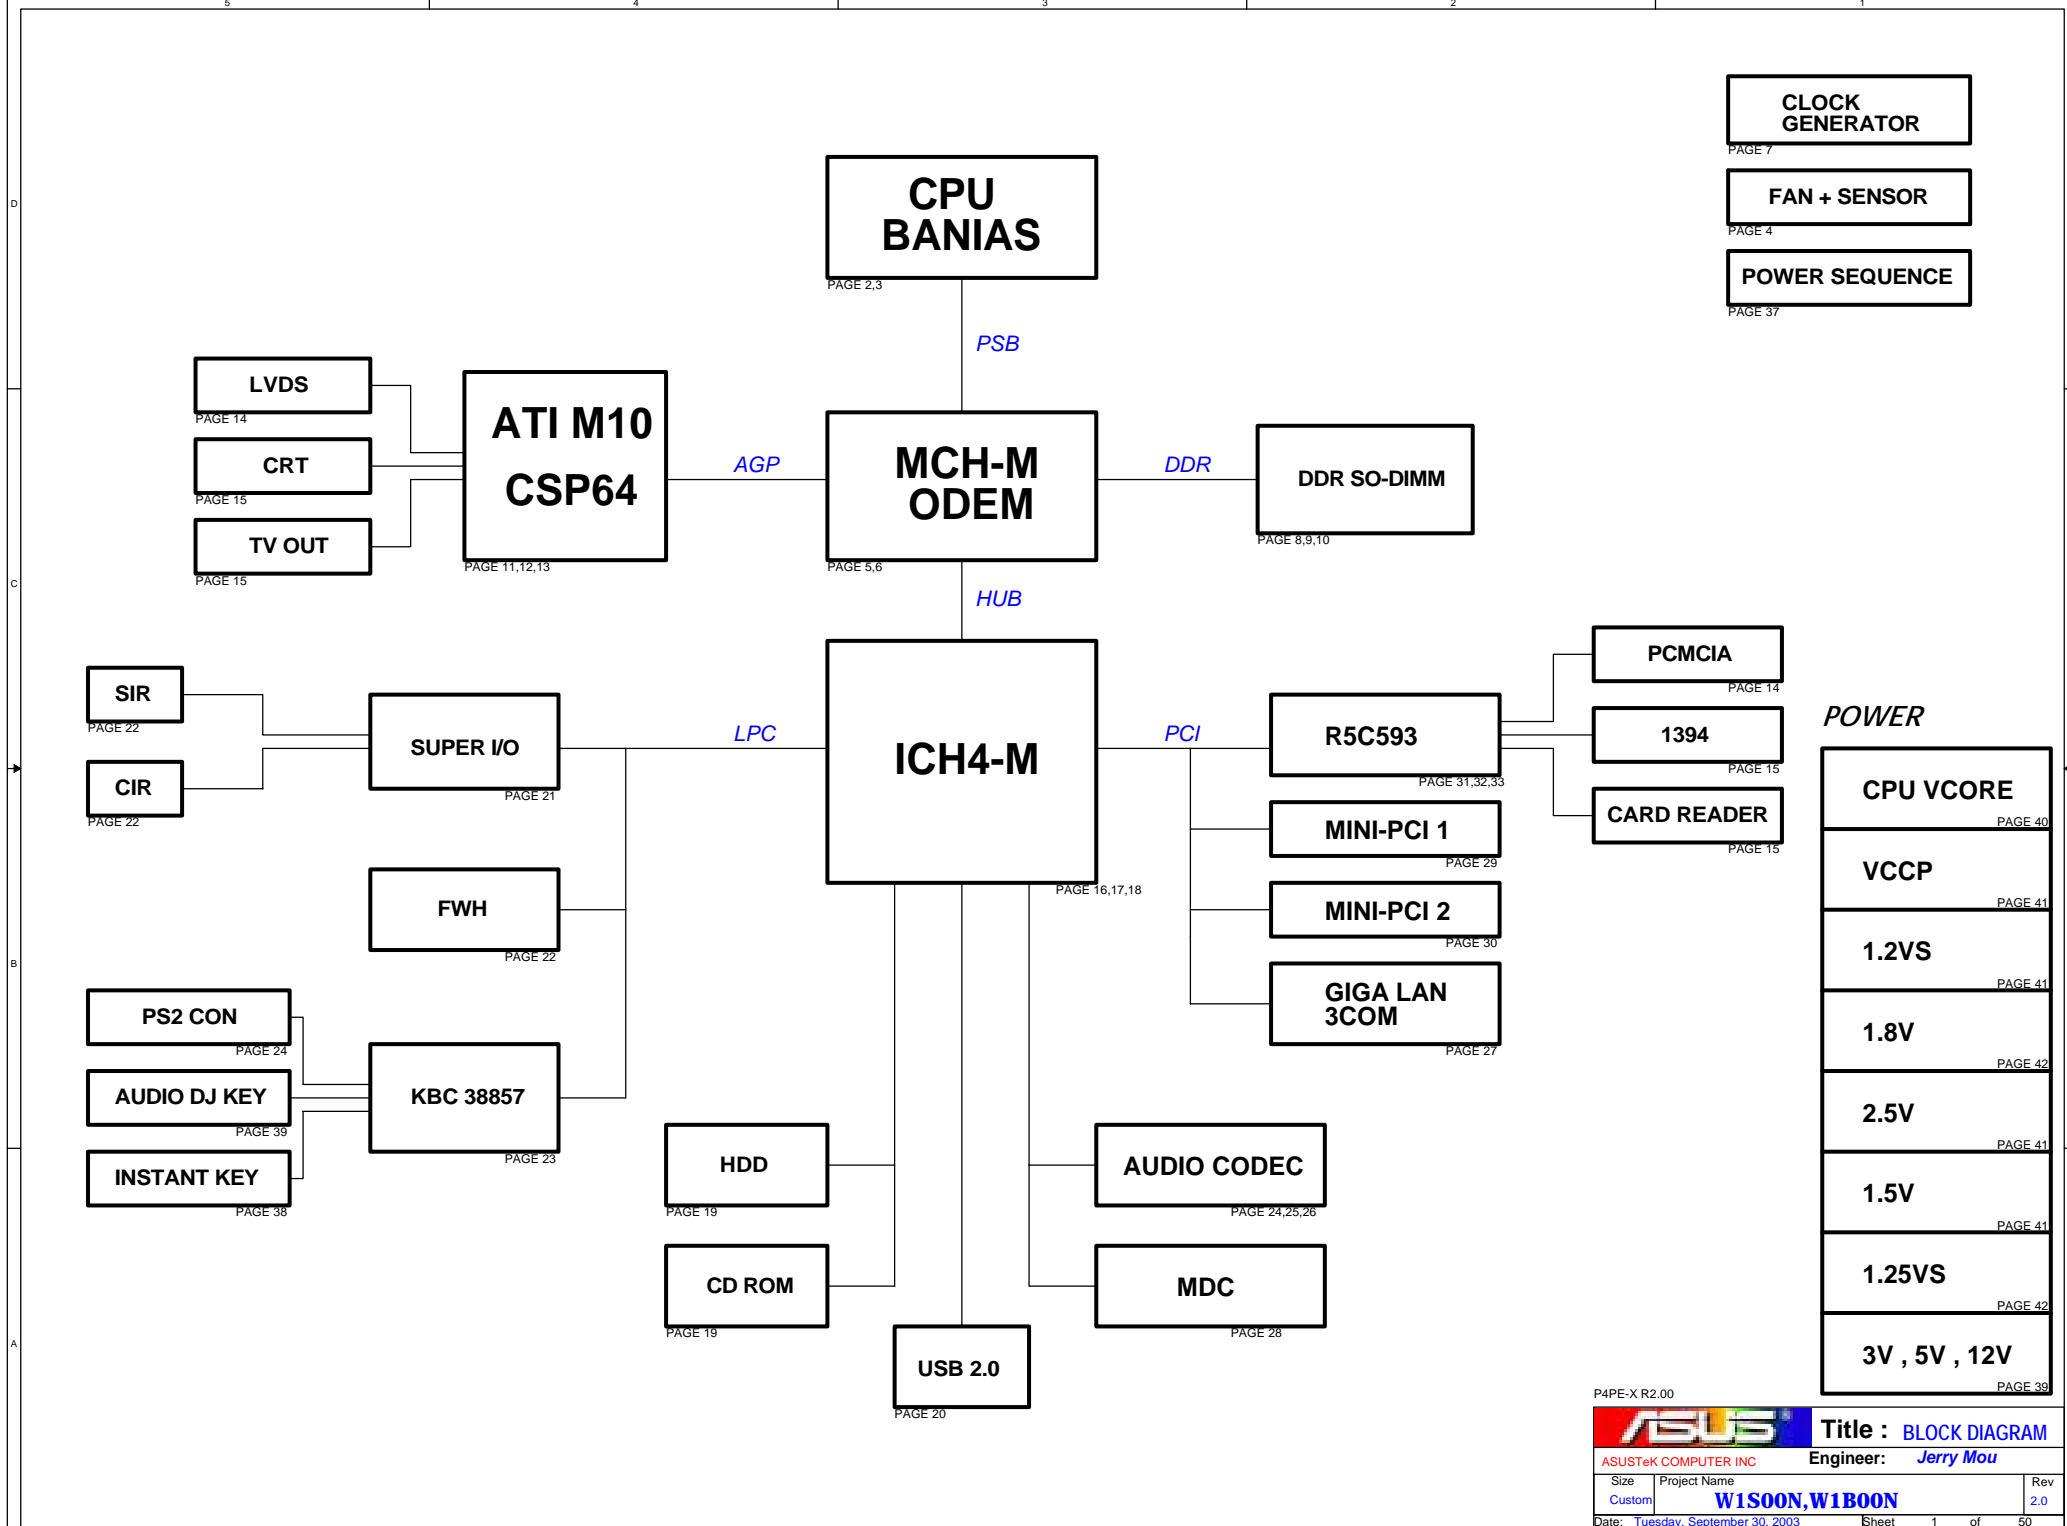 5 4 3 2 1
CLOCK
GENERATOR
PAGE 7
FAN + SENSOR
PAGE 4
POWER SEQUENCE
PAGE 37
D
CPU
BANIAS
PAGE 2,3
PSB
LVDS
PAGE 14
CRT
PAGE 15
TV OUT
PAGE 15
ATI M10
CSP64
PAGE 11,12,13
AGP
MCH-M
ODEM
PAGE 5,6
DDR
DDR SO-DIMM
PAGE 8,9,10
C
HUB
SIR
PAGE 22
CIR
PAGE 22
SUPER I/O
PAGE 21
LPC
ICH4-M
PAGE 16,17,18
PCI
R5C593
PAGE 31,32,33
PCMCIA
PAGE 14
1394
PAGE 15
CARD READER
PAGE 15
MINI-PCI 1
PAGE 29
MINI-PCI 2
PAGE 30
GIGA LAN
3COM
PAGE 27
FWH
PAGE 22
B
PS2 CON
PAGE 24
AUDIO DJ KEY
PAGE 39
INSTANT KEY
PAGE 38
KBC 38857
PAGE 23
HDD
PAGE 19
CD ROM
PAGE 19
USB 2.0
PAGE 20
AUDIO CODEC
PAGE 24,25,26
MDC
PAGE 28
A
POWER
CPU VCORE
PAGE 40
VCCP
PAGE 41
1.2VS
PAGE 41
1.8V
PAGE 42
2.5V
PAGE 41
1.5V
PAGE 41
1.25VS
PAGE 42
3V , 5V , 12V
PAGE 39
P4PE-X R2.00
ASUS
Title : BLOCK DIAGRAM
ASUSTeK COMPUTER INC
Engineer: Jerry Mou
Size Project Name Rev
Custom W1S00N,W1B00N 2.0
Date: Tuesday, September 30, 2003 Sheet 1 of 50